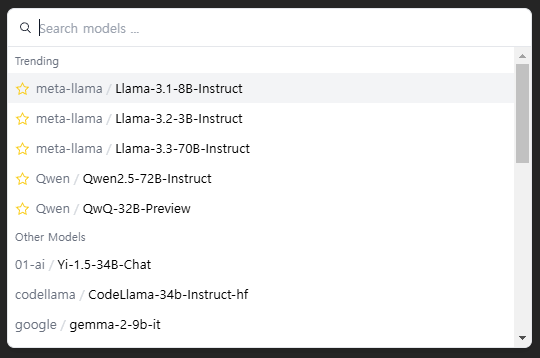 Search models ...
Trending
meta-llama / Llama-3.1-8B-Instruct
meta-llama / Llama-3.2-3B-Instruct
meta-llama / Llama-3.3-70B-Instruct
Qwen / Qwen2.5-72B-Instruct
Qwen / QwQ-32B-Preview
Other Models
01-ai / Yi-1.5-34B-Chat
codellama / CodeLlama-34b-Instruct-hf
google / gemma-2-9b-it